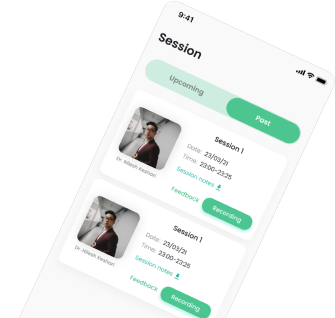 9:41
Session
Upcoming
Past
Session 1
Date: 23/03/21
Time: 23:00-23:25
Session notes
Dr. Nilesh Keshari
Feedback
Recording
Session 1
Date: 23/03/21
Time: 23:00-23:25
Session notes
Dr. Nilesh Keshari
Feedback
Recording